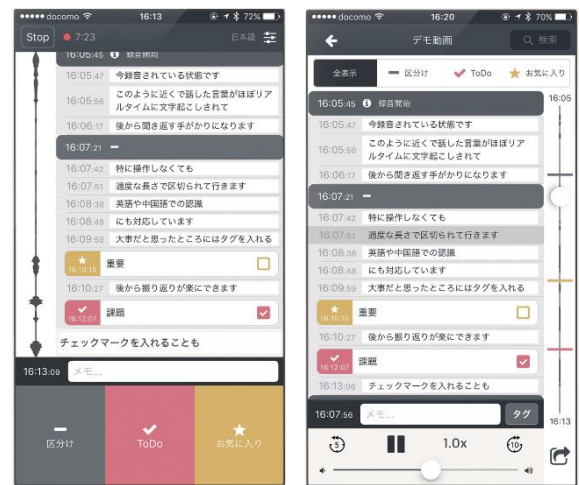 docomo 16:13 72%
Stop 7:23 日本語
16:05:45 録音開始
16:05:47 今録音されている状態です
16:05:56 このように近くで話した言葉がほぼリア
ルタイムに文字起こしされて
16:06:17 後から聞き返す手がかりになります
16:07:21
16:07:42 特に操作しなくても
16:07:51 適度な長さで区切られて行きます
16:08:38 英語や中国語での認識
16:08:48 にも対応しています
16:09:59 大事だと思ったところにはタグを入れる
16:10:15 重要
16:10:27 後から振り返りが楽にできます
16:12:07 課題
チェックマークを入れることも
16:13:09 メモ...
区分け ToDo お気に入り
docomo 16:20 70%
デモ動画 検索
全表示 区分け ToDo お気に入り
16:05:45 録音開始 16:05
16:05:47 今録音されている状態です
16:05:56 このように近くで話した言葉がほぼリア
ルタイムに文字起こしされて
16:06:17 後から聞き返す手がかりになります
16:07:21
16:07:42 特に操作しなくても
16:07:51 適度な長さで区切られて行きます
16:08:38 英語や中国語での認識
16:08:48 にも対応しています
16:09:59 大事だと思ったところにはタグを入れる
16:10:15 重要
16:10:27 後から振り返りが楽にできます
16:12:07 課題
16:13:06 チェックマークを入れることも
16:07:56 メモ... タグ 16:13
5 1.0x 10